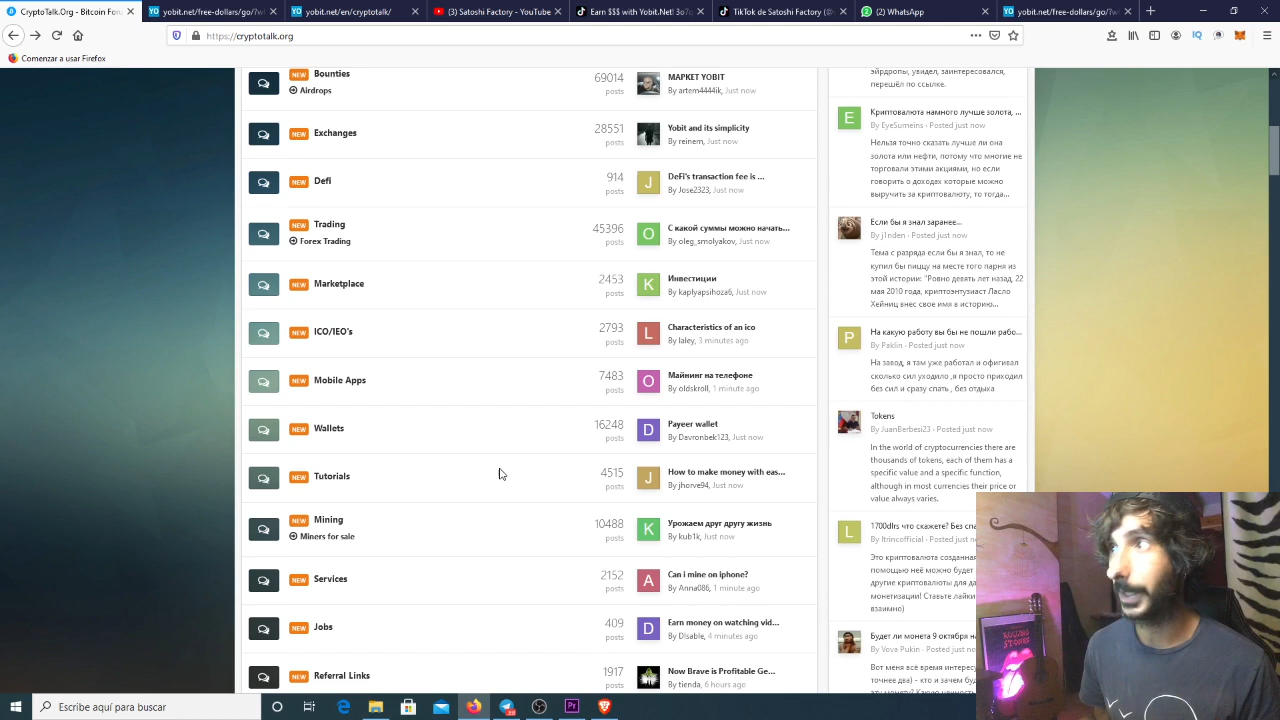 CryptoTalk.org - Bitcoin Foru
yobit.net/free-dollars/go/?w
yobit.net/en/cryptotalk/
(3) Satoshi Factory - YouTube
Earn $$$ with Yobit.Net! 3o7q
TikTok de Satoshi Factory (@
(2) WhatsApp
yobit.net/free-dollars/go/?w
https://cryptotalk.org
Comenzar a usar Firefox
NEW Bounties
Airdrops
69014
posts
МАРКЕТ YOBIT
By artem4444ik, Just now
NEW Exchanges
28551
posts
Yobit and its simplicity
By reinem, Just now
NEW Defi
914
posts
J
DeFi's transaction fee is ...
By Jose2323, Just now
NEW Trading
Forex Trading
45396
posts
O
С какой суммы можно начать...
By oleg_smolyakov, Just now
NEW Marketplace
2453
posts
K
Инвестиции
By kaplyapsihoza6, Just now
NEW ICO/IEO's
2793
posts
L
Characteristics of an ico
By laley, 3 minutes ago
NEW Mobile Apps
7483
posts
O
Майнинг на телефоне
By oldskroll, 1 minute ago
NEW Wallets
16248
posts
D
Payeer wallet
By Davronbek123, Just now
NEW Tutorials
4515
posts
J
How to make money with eas...
By jhorve94, Just now
NEW Mining
Miners for sale
10488
posts
K
Урожаем друг другу жизнь
By kub1k, Just now
NEW Services
2152
posts
A
Can i mine on iphone?
By Anna086, 1 minute ago
NEW Jobs
409
posts
D
Earn money on watching vid...
By D!sable, 4 minutes ago
NEW Referral Links
1917
posts
Now Brave is Profitable Ge...
By tienda, 6 hours ago
эйрдропы, увидел, заинтересовался,
перешёл по ссылке.
E
Криптовалюта намного лучше золота, ...
By EyeSumeins · Posted just now
Нельзя точно сказать лучше ли она
золота или нефти, потому что многие не
торговали этими акциями, но если
говорить о доходах которые можно
выручить за криптовалюту, то тогда...
Если бы я знал заранее...
By j1nden · Posted just now
Тема с разряда если бы я знал, то не
купил бы пиццу на месте того парня из
этой истории: "Ровно девять лет назад, 22
мая 2010 года, криптоэнтузиаст Ласло
Хейниц внес свое имя в историю...
P
На какую работу вы бы не пошли рабо...
By Paklin · Posted just now
На завод, я там уже работал и офигивал
сколько сил уходило ,я просто приходил
без сил и сразу спать , без отдыха
Tokens
By JuanBerbesi23 · Posted just now
In the world of cryptocurrencies there are
thousands of tokens, each of them has a
specific value and a specific function,
although in most currencies their price or
value always varies.
L
1700dlrs что скажете? Без спа
By ltrincofficial · Posted just n
Это криптовалюта созданная
помощью неё можно будет
другие криптовалюты для да
монетизации! Ставьте лайки
взаимно)
Будет ли монета 9 октября на
By Vova Pukin · Posted just no
Вот меня всё время интересу
точнее два) - кто и зачем буд
ROLLING
STONES
Escribe aquí para buscar